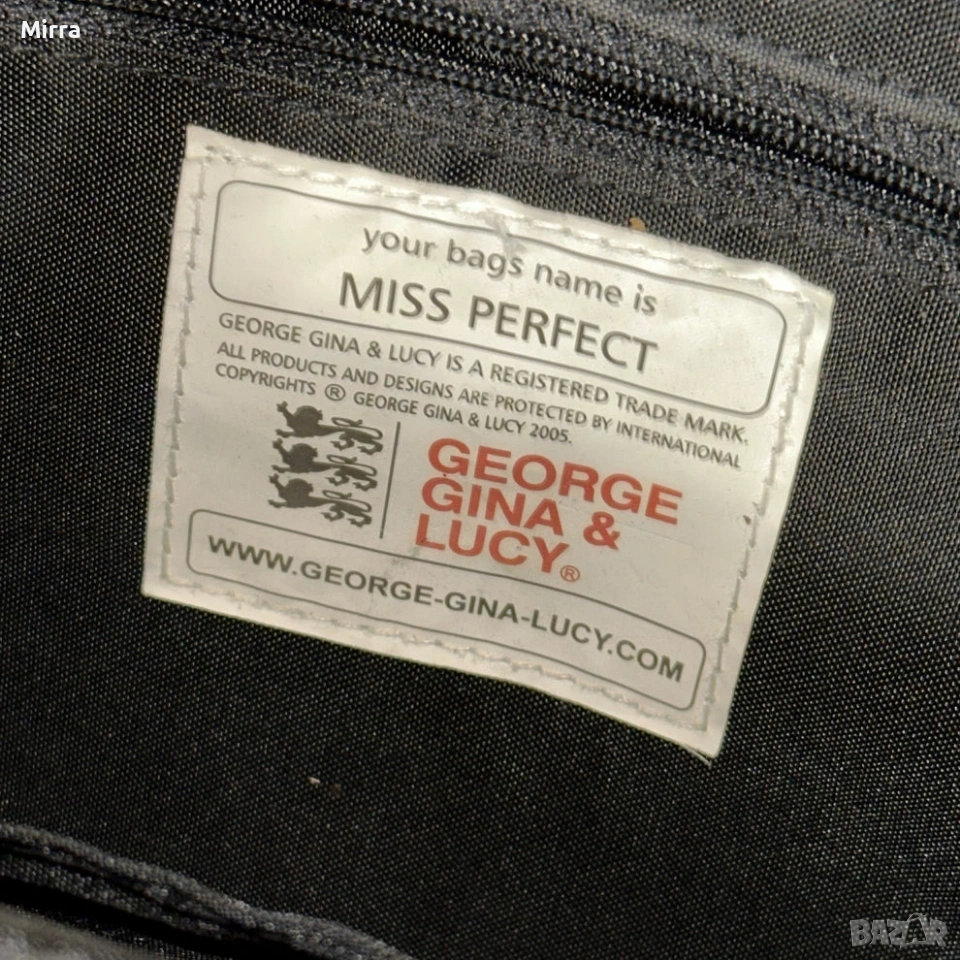 Mirra
your bags name is
MISS PERFECT
GEORGE GINA & LUCY IS A REGISTERED TRADE MARK.
ALL PRODUCTS AND DESIGNS ARE PROTECTED BY INTERNATIONAL
COPYRIGHTS ® GEORGE GINA & LUCY 2005.
GEORGE
GINA &
LUCY®
WWW.GEORGE-GINA-LUCY.COM
BAZAR